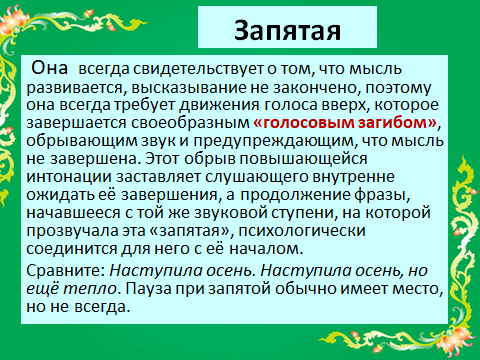 Запятая
Она всегда свидетельствует о том, что мысль
развивается, высказывание не закончено, поэтому
она всегда требует движения голоса вверх, которое
завершается своеобразным «голосовым загибом»,
обрывающим звук и предупреждающим, что мысль
не завершена. Этот обрыв повышающейся
интонации заставляет слушающего внутренне
ожидать её завершения, а продолжение фразы,
начавшееся с той же звуковой ступени, на которой
прозвучала эта «запятая», психологически
соединится для него с её началом.
Сравните: Наступила осень. Наступила осень, но
ещё тепло. Пауза при запятой обычно имеет место,
но не всегда.